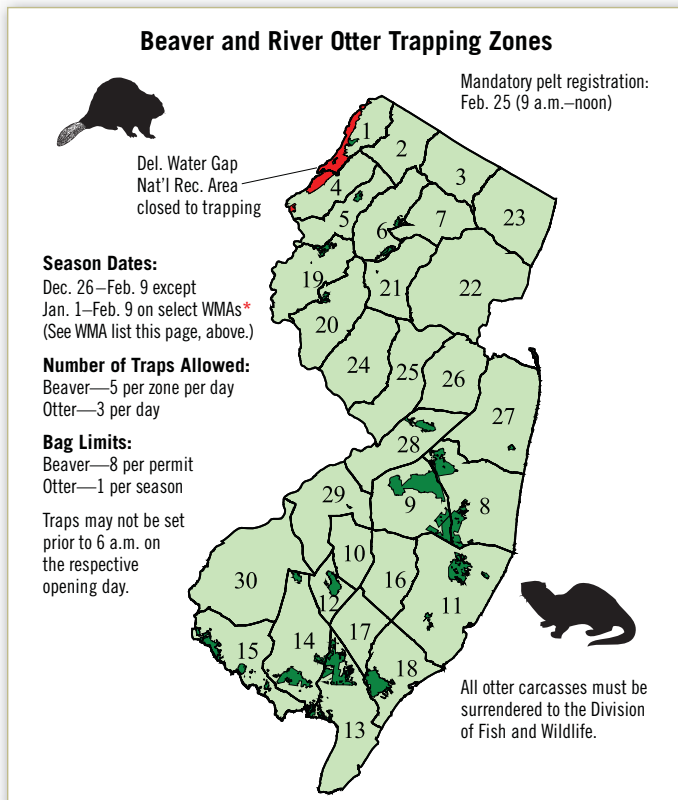 Beaver and River Otter Trapping Zones
Mandatory pelt registration:
Feb. 25 (9 a.m.–noon)
Del. Water Gap
Nat’l Rec. Area
closed to trapping
Season Dates:
Dec. 26–Feb. 9 except
Jan. 1–Feb. 9 on select WMAs*
(See WMA list this page, above.)
Number of Traps Allowed:
Beaver—5 per zone per day
Otter—3 per day
Bag Limits:
Beaver—8 per permit
Otter—1 per season
Traps may not be set
prior to 6 a.m. on
the respective
opening day.
1
2
3
4
5
6
7
23
19
21
22
20
24
25
26
27
28
29
9
8
10
16
11
30
12
17
14
15
18
13
All otter carcasses must be
surrendered to the Division
of Fish and Wildlife.